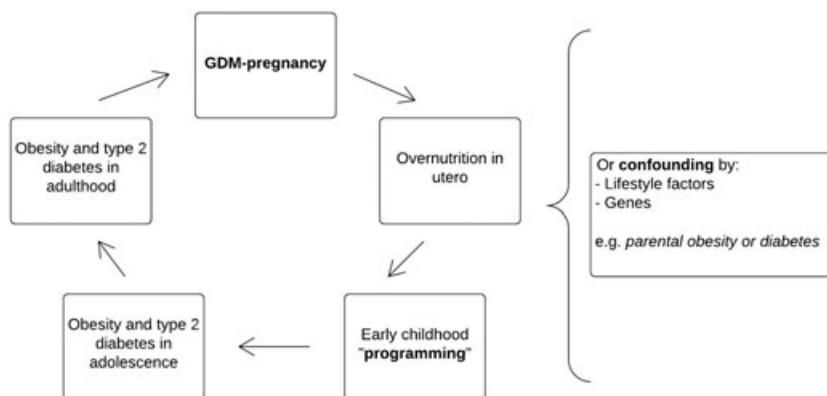 GDM-pregnancy
Overnutrition in
utero
Early childhood
"programming"
Obesity and type 2
diabetes in
adolescence
Obesity and type 2
diabetes in
adulthood
Or confounding by:
- Lifestyle factors
- Genes
e.g. parental obesity or diabetes